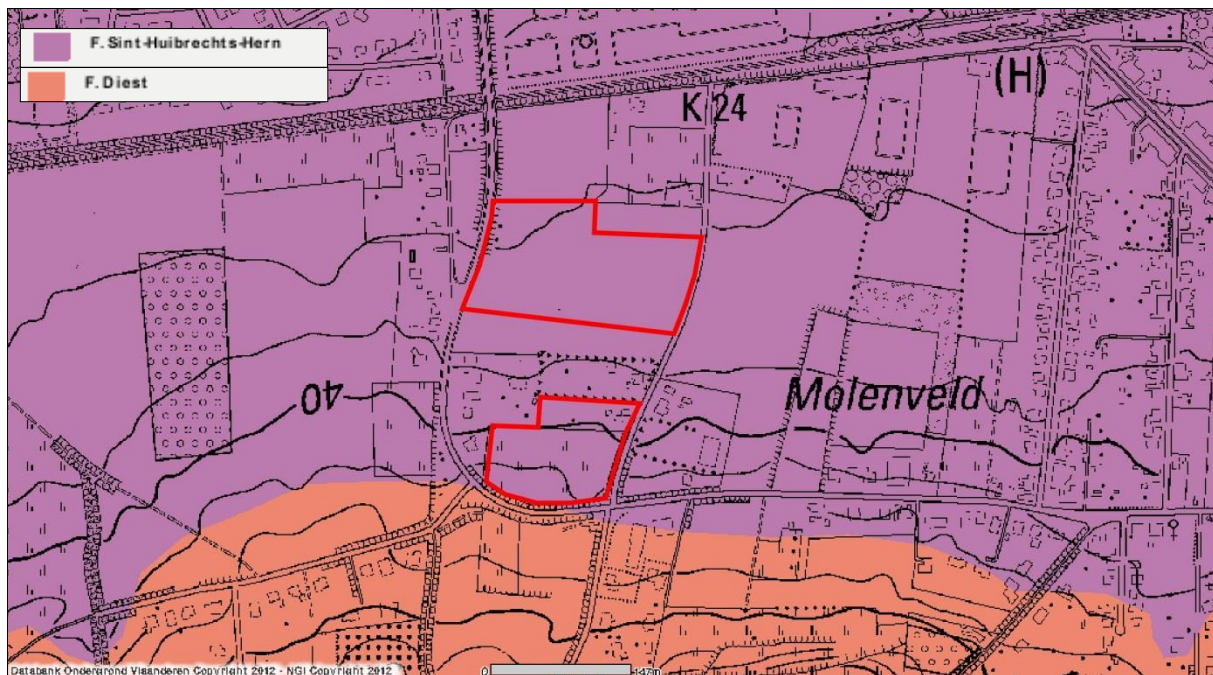 F. Sint-Huibrechts-Hern
F. Diest
(H)
K 24
40
Molenveld
Databank Ondergrond Vlaanderen Copyright 2012 - NGI Copyright 2012
0
147m